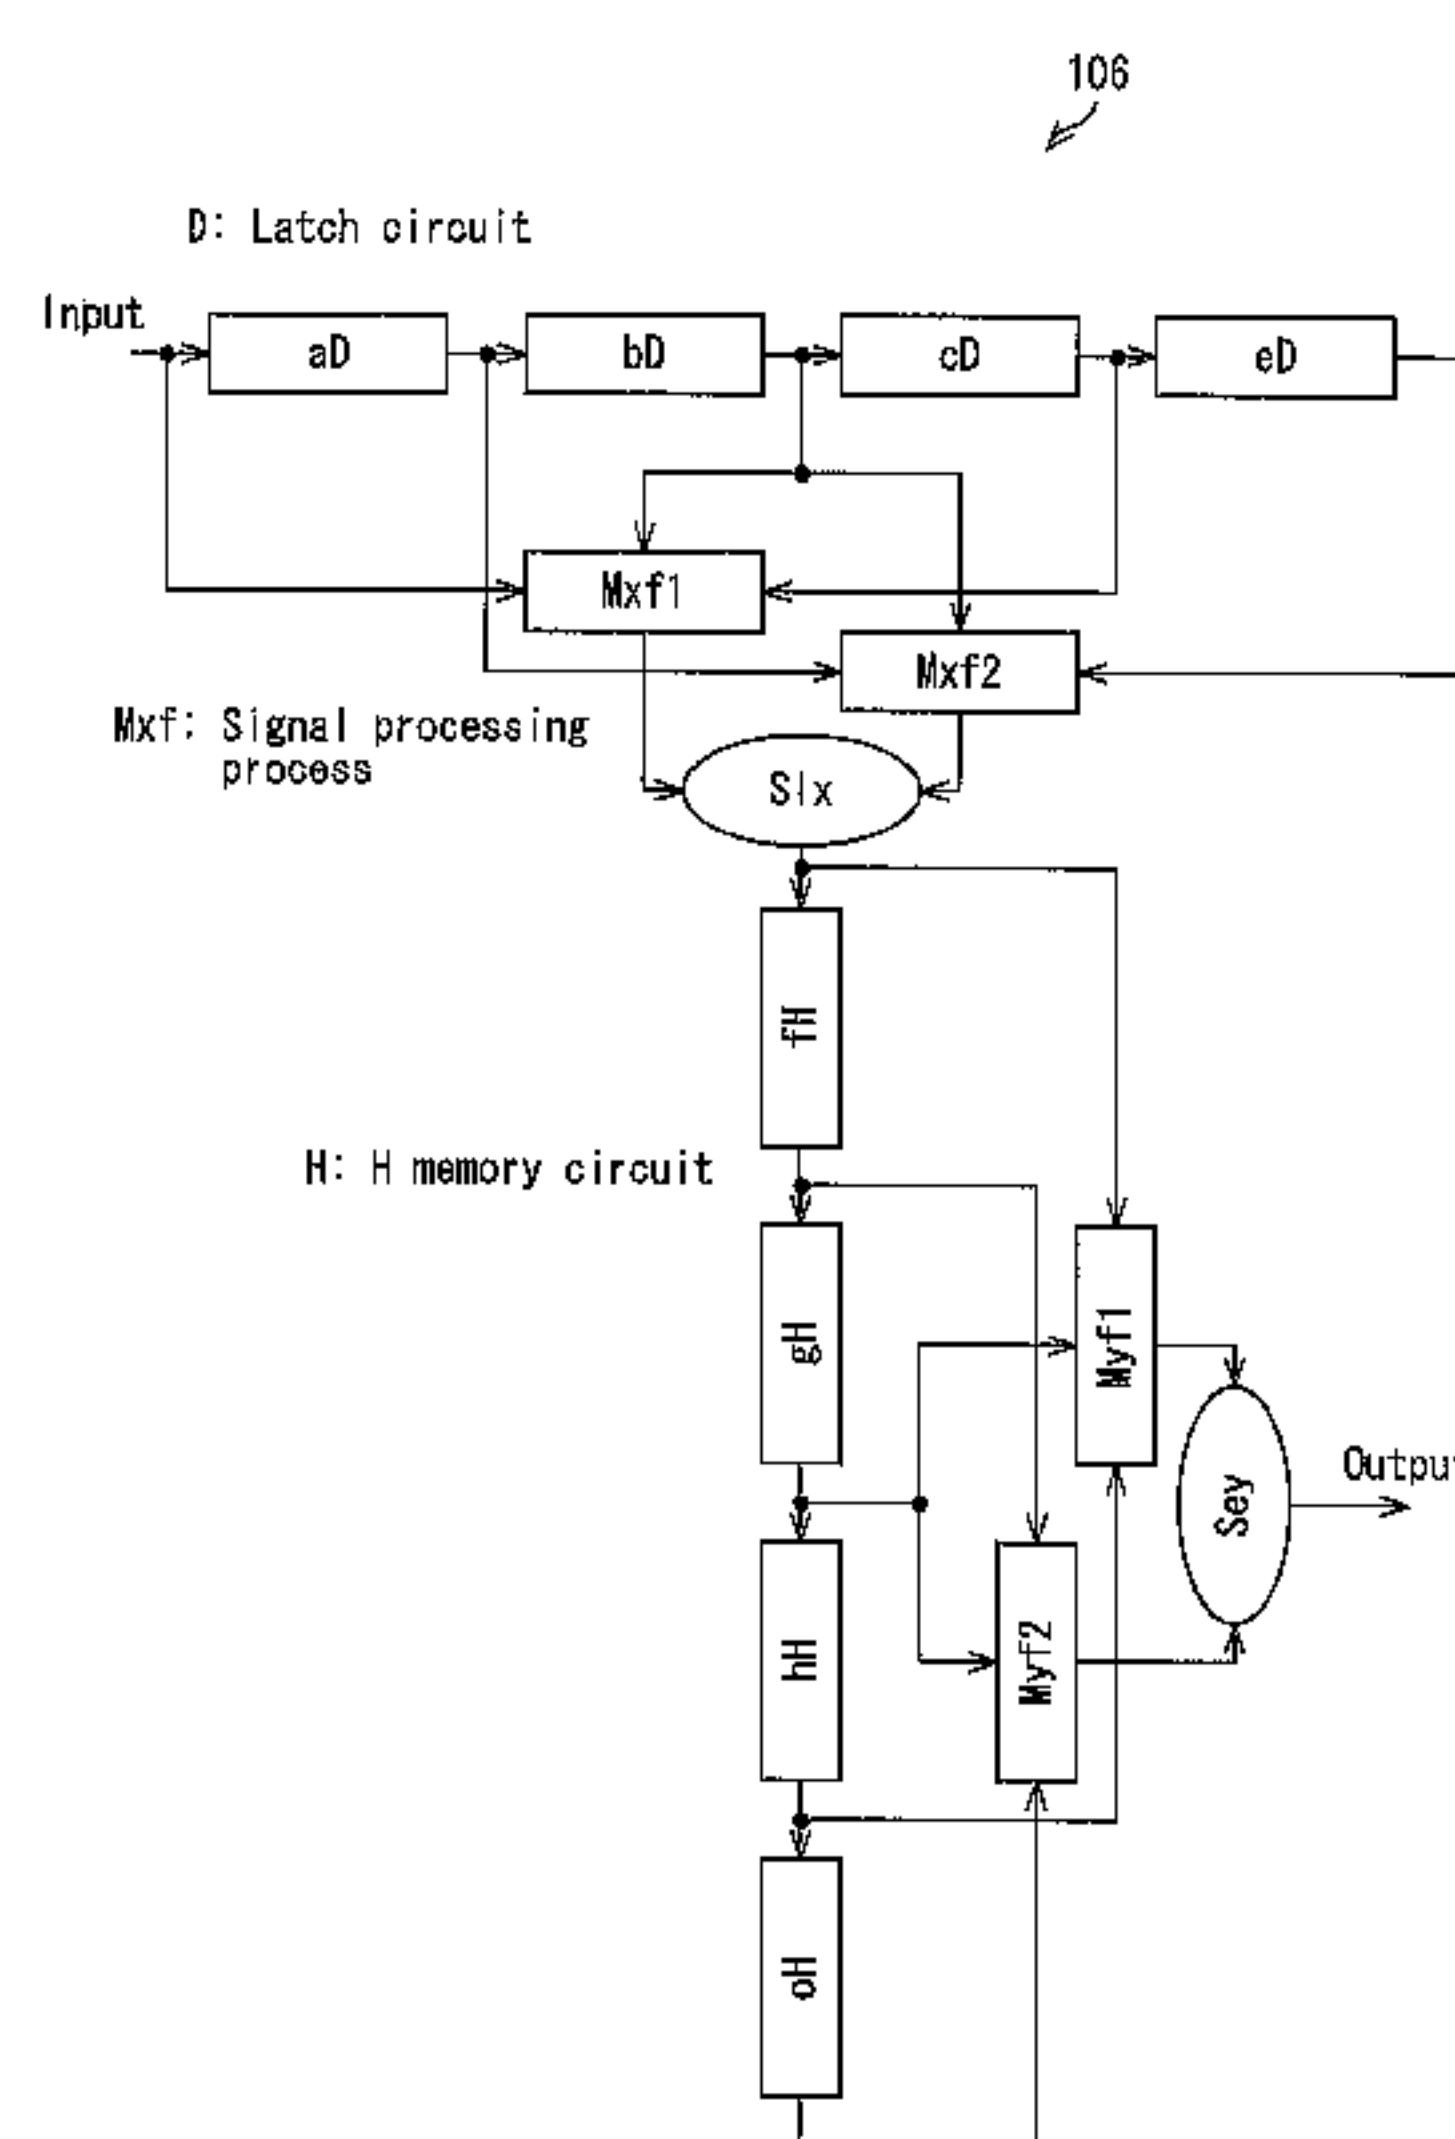 106
D: Latch circuit
Input
aD
bD
cD
eD
Mxf1
Mxf2
Mxf: Signal processing
process
Slx
fH
H: H memory circuit
gH
Myf1
Outpu
Sey
hH
Myf2
oH